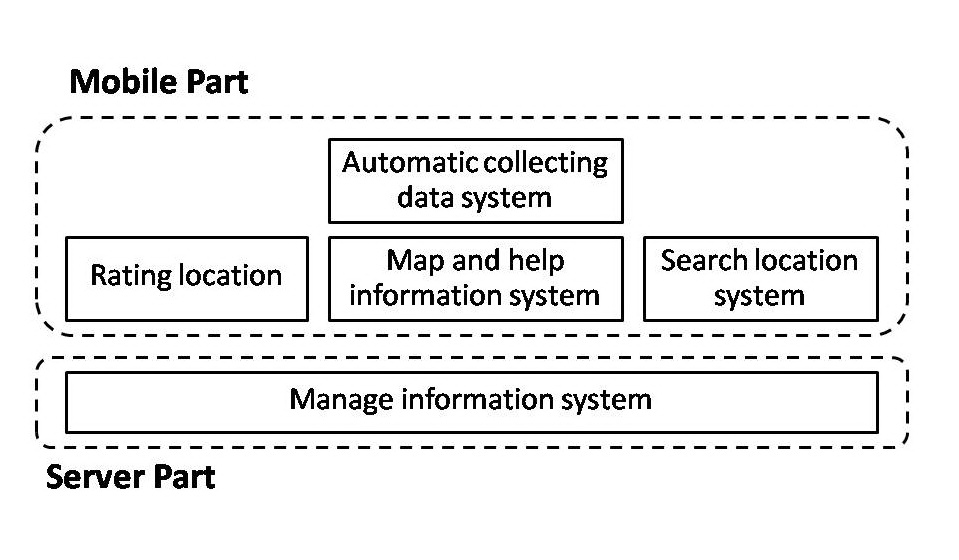 Mobile Part
Automatic collecting
data system
Rating location
Map and help
information system
Search location
system
Manage information system
Server Part